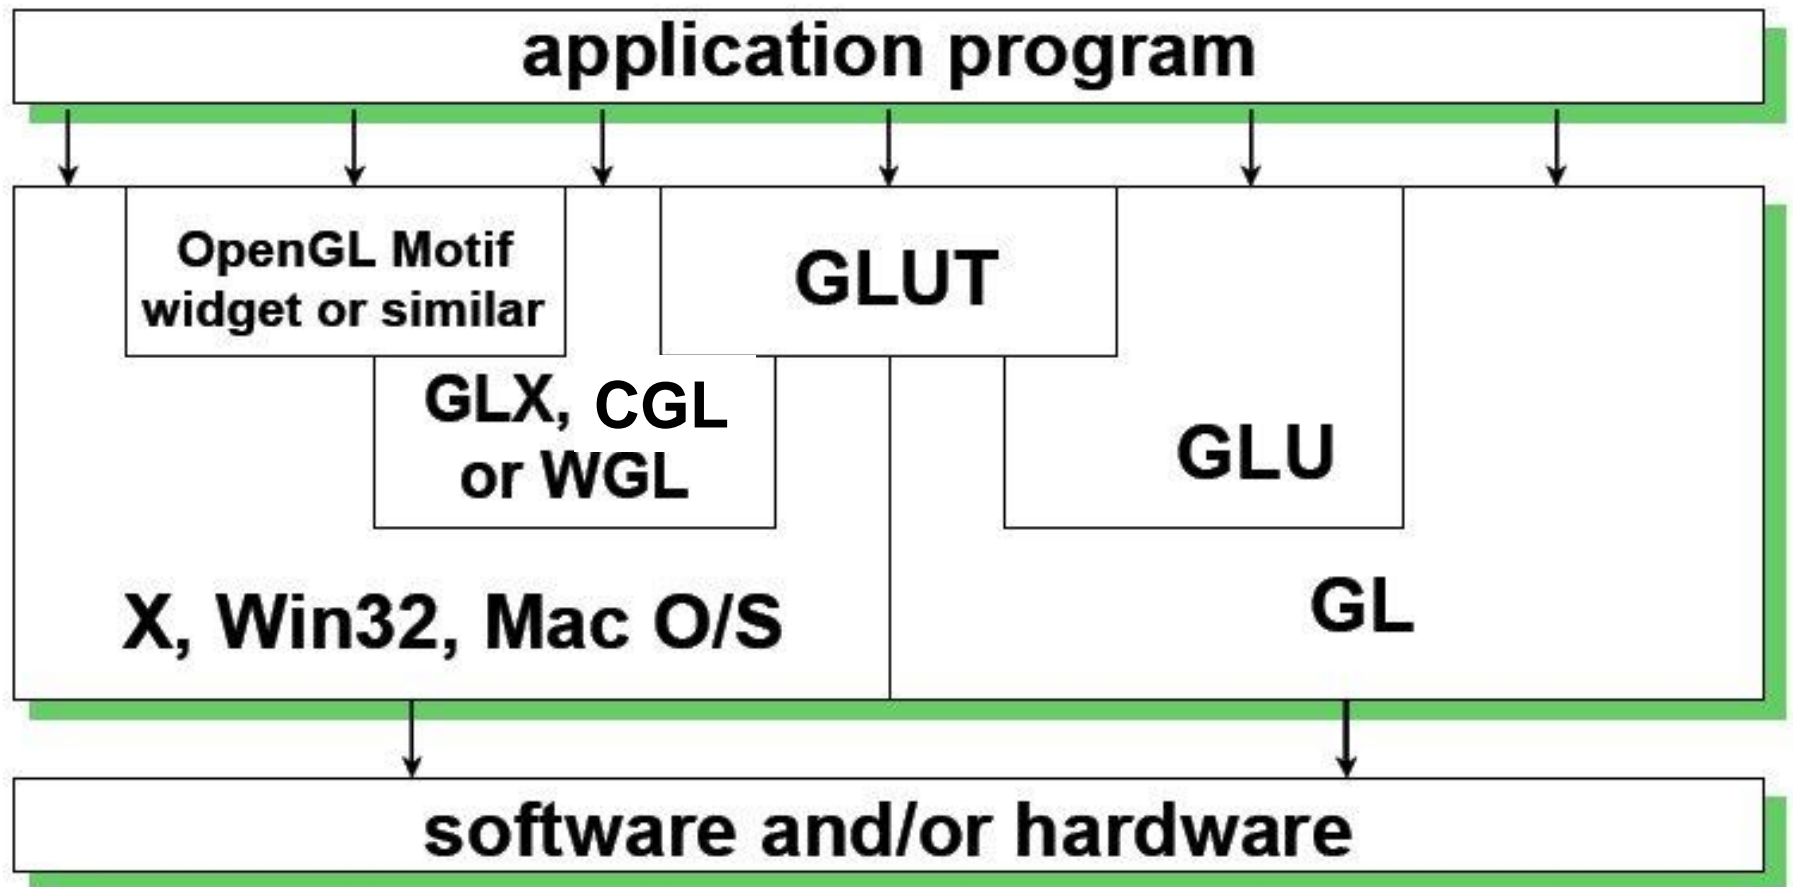 application program
OpenGL Motif
widget or similar
GLUT
GLX, CGL
or WGL
GLU
X, Win32, Mac O/S
GL
software and/or hardware